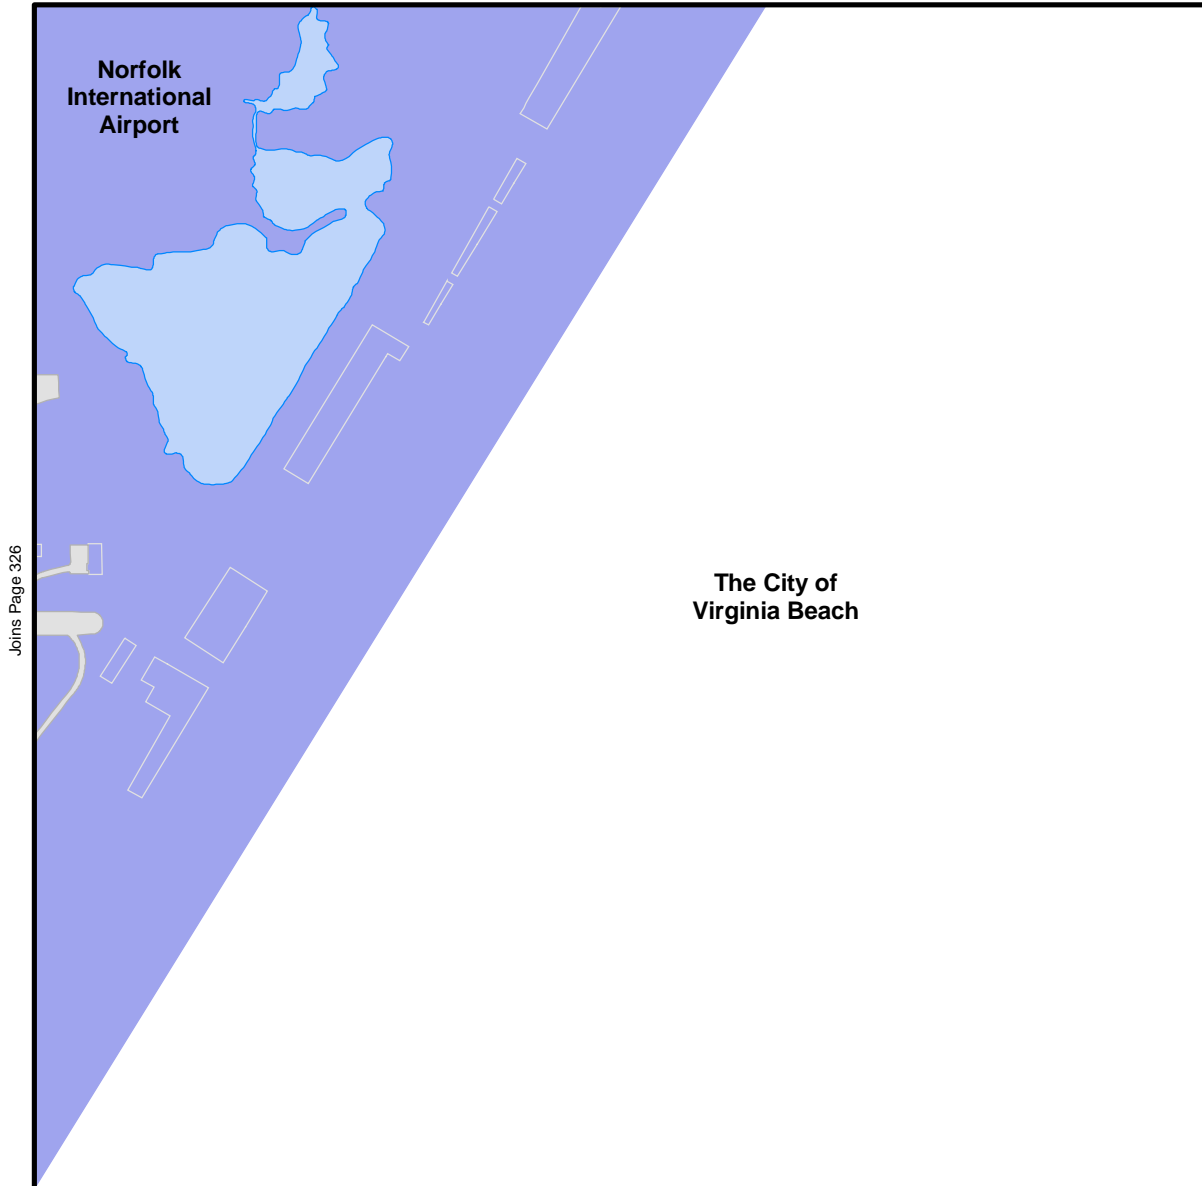 Norfolk
International
Airport
Joins Page 326
The City of
Virginia Beach